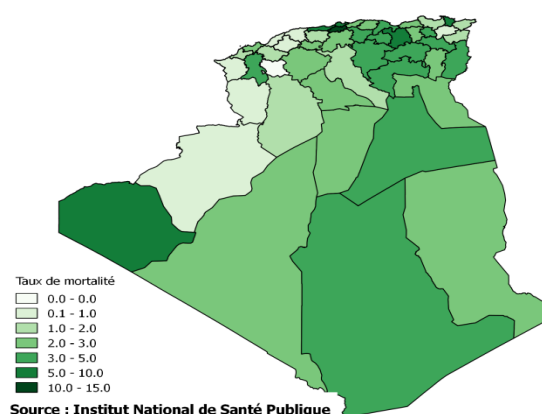 Taux de mortalité
0.0 - 0.0
0.1 - 1.0
1.0 - 2.0
2.0 - 3.0
3.0 - 5.0
5.0 - 10.0
10.0 - 15.0
Source : Institut National de Santé Publique